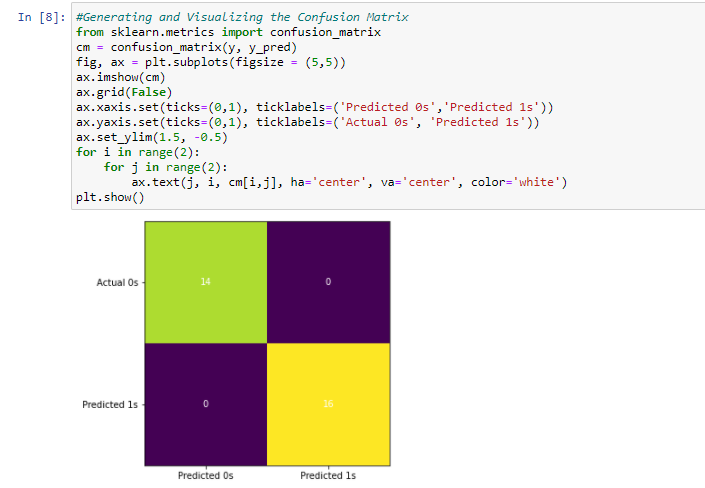 In [8]: #Generating and Visualizing the Confusion Matrix
from sklearn.metrics import confusion_matrix
cm = confusion_matrix(y, y_pred)
fig, ax = plt.subplots(figsize = (5,5))
ax.imshow(cm)
ax.grid(False)
ax.xaxis.set(ticks=(0,1), ticklabels=('Predicted 0s','Predicted 1s'))
ax.yaxis.set(ticks=(0,1), ticklabels=('Actual 0s', 'Predicted 1s'))
ax.set_ylim(1.5, -0.5)
for i in range(2):
    for j in range(2):
        ax.text(j, i, cm[i,j], ha='center', va='center', color='white')
plt.show()
Actual 0s 14 0
Predicted 1s 0 16
Predicted 0s Predicted 1s